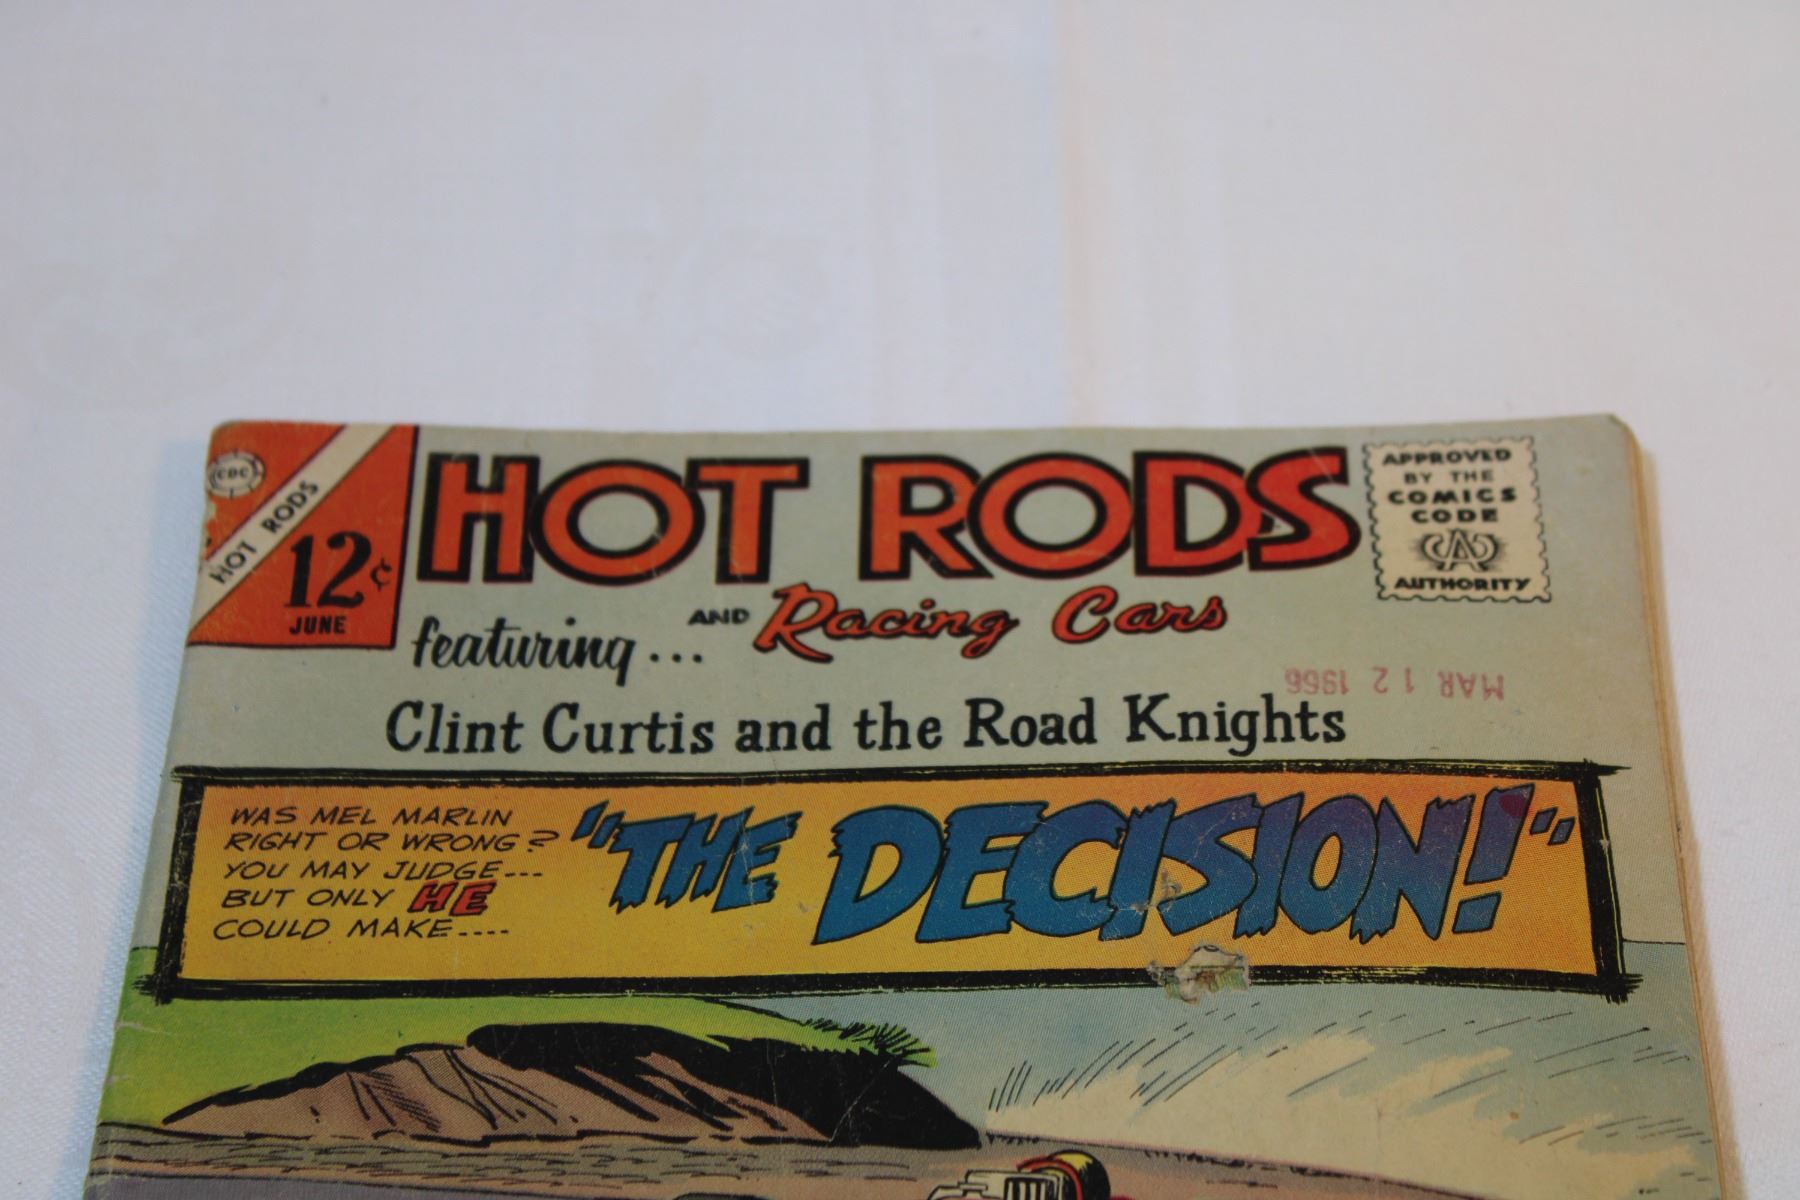 CDC
HOT RODS
12¢
JUNE
HOT RODS
AND Racing Cars
APPROVED
BY THE
COMICS
CODE
CA
AUTHORITY
featuring...
MAR 12 1966
Clint Curtis and the Road Knights
WAS MEL MARLIN
RIGHT OR WRONG?
YOU MAY JUDGE---
BUT ONLY HE
COULD MAKE----
"THE DECISION!"